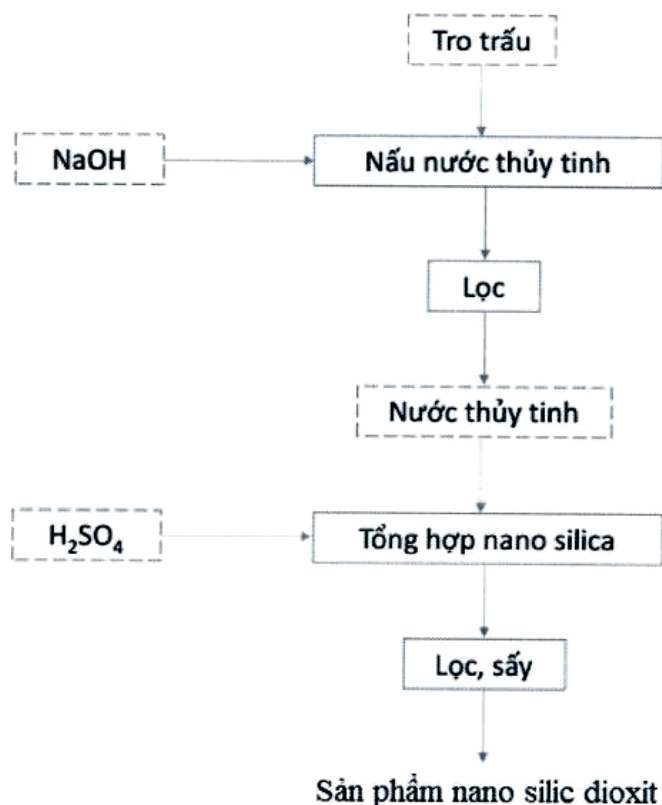 Tro trấu
NaOH
Nấu nước thủy tinh
Lọc
Nước thủy tinh
H₂SO₄
Tổng hợp nano silica
Lọc, sấy
Sản phẩm nano silic dioxit